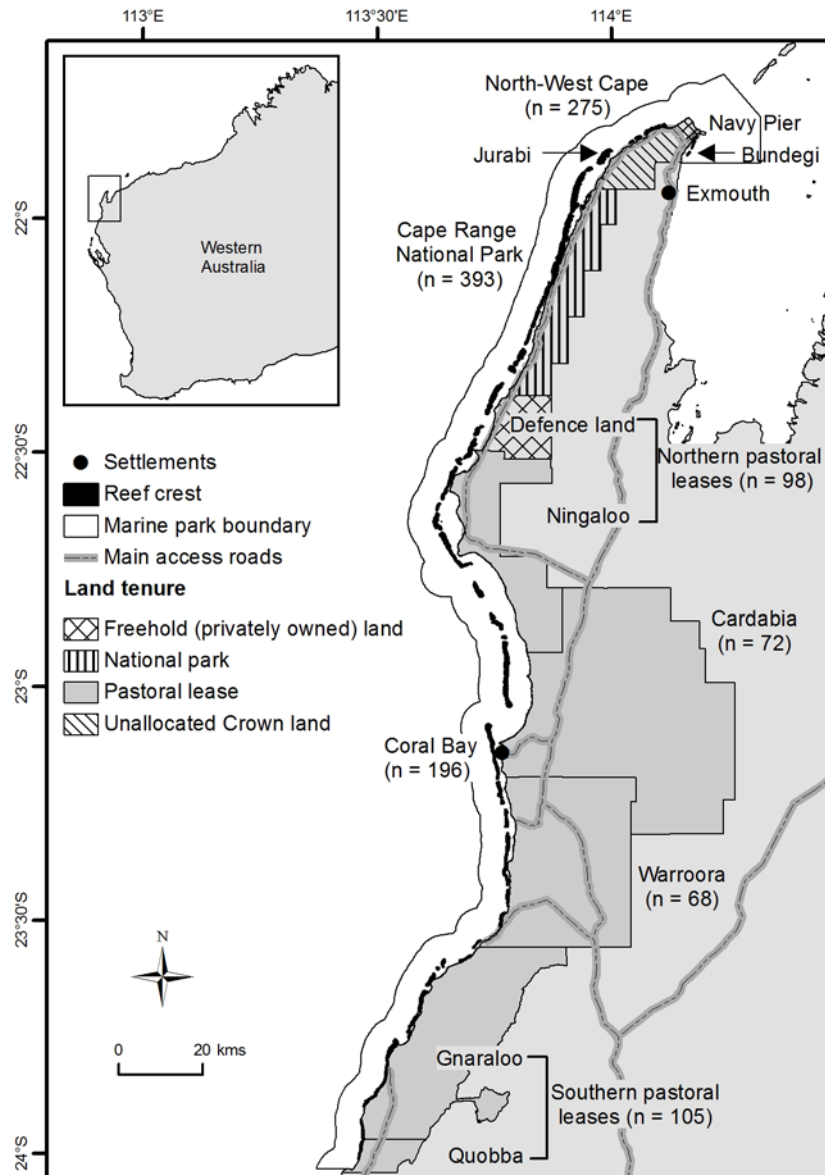 113°E
113°30'E
114°E
22°S
22°30'S
23°S
23°30'S
24°S
Western
Australia
North-West Cape
(n = 275)
Navy Pier
Jurabi
Bundegi
Exmouth
Cape Range
National Park
(n = 393)
Defence land
Northern pastoral
leases (n = 98)
Ningaloo
Settlements
Reef crest
Marine park boundary
Main access roads
Land tenure
Freehold (privately owned) land
National park
Pastoral lease
Unallocated Crown land
Cardabia
(n = 72)
Coral Bay
(n = 196)
Warroora
(n = 68)
N
0 20 kms
Gnaraloo
Southern pastoral
leases (n = 105)
Quobba